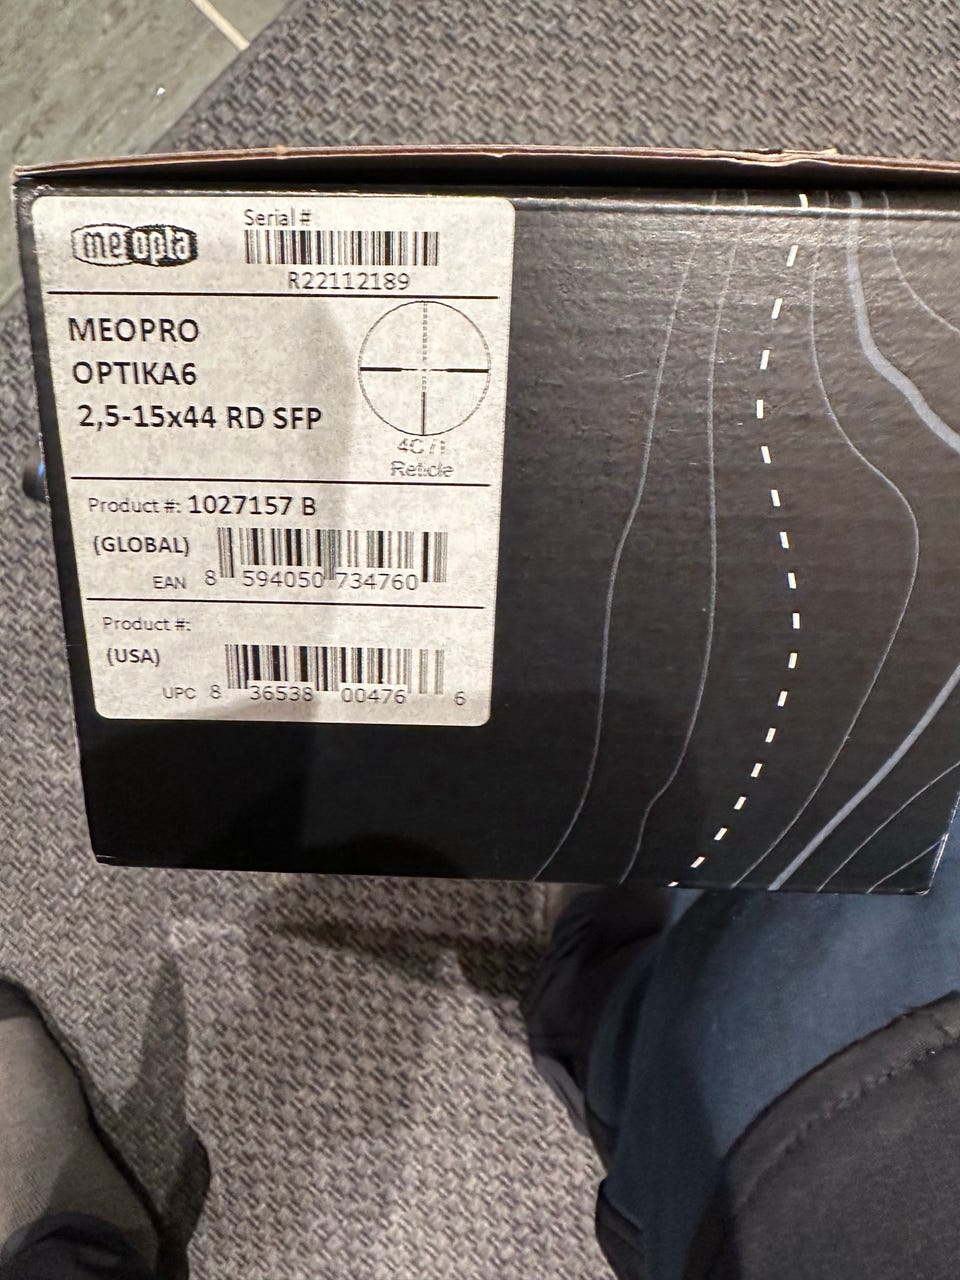 meopta
Serial #
R22112189
MEOPRO
OPTIKA6
2,5-15x44 RD SFP
4C /1
Reticle
Product #: 1027157 B
(GLOBAL)
EAN 8 594050 734760
Product #:
(USA)
UPC 8 36538 00476 6